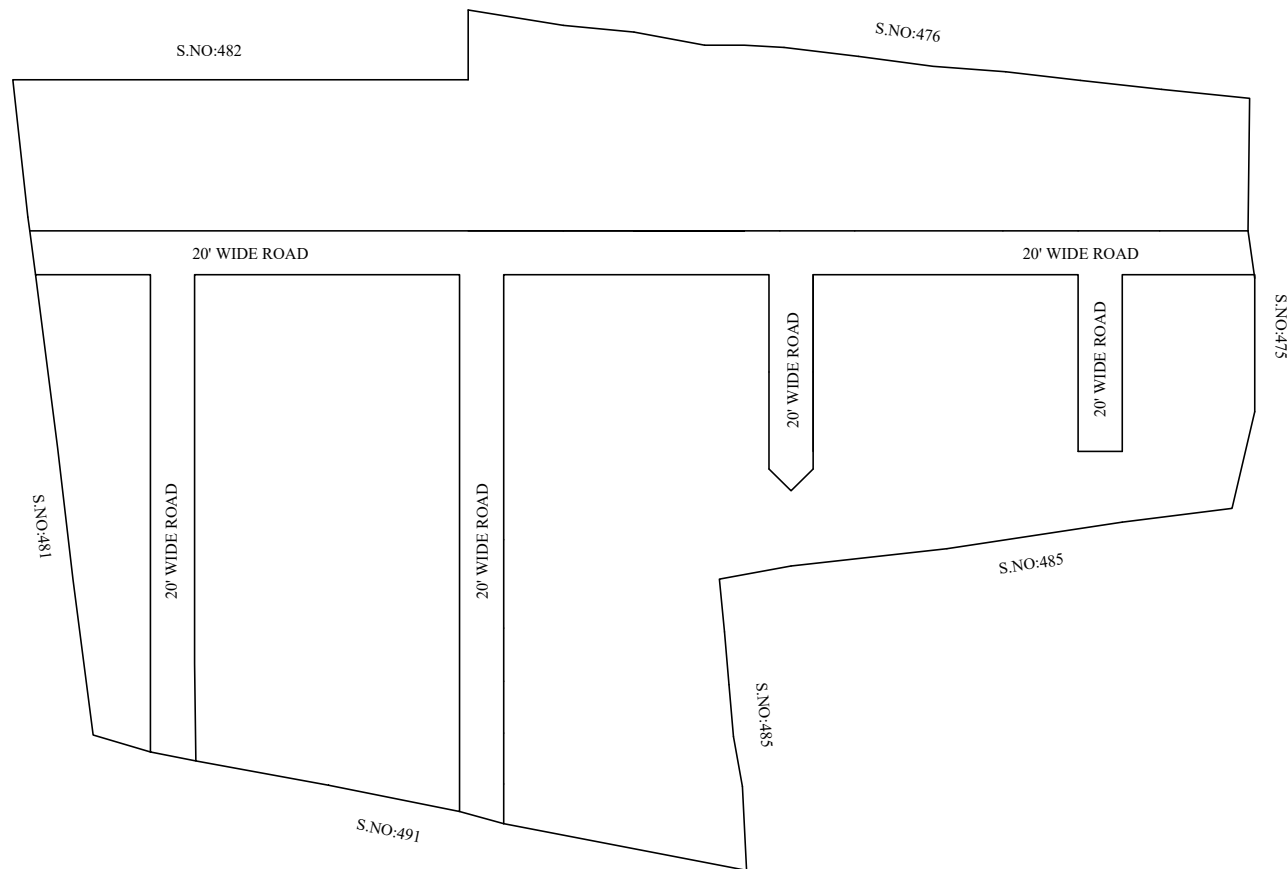 S.NO:482
S.NO:476
20' WIDE ROAD
20' WIDE ROAD
S.NO:475
20' WIDE ROAD
20' WIDE ROAD
S.NO:481
20' WIDE ROAD
20' WIDE ROAD
S.NO:485
S.NO:485
S.NO:491